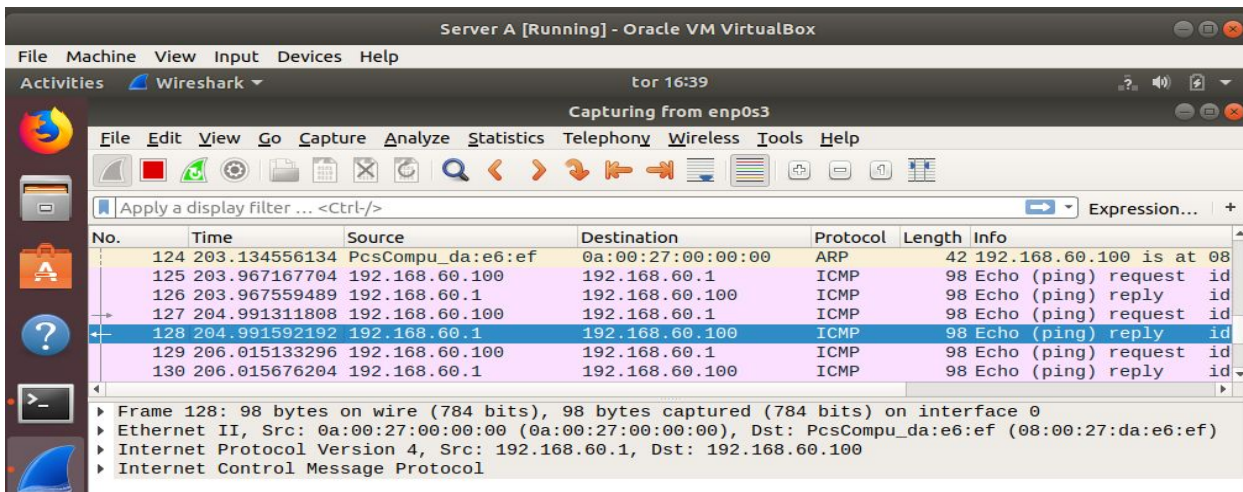 Server A [Running] - Oracle VM VirtualBox
File Machine View Input Devices Help
Activities Wireshark tor 16:39
Capturing from enp0s3
File Edit View Go Capture Analyze Statistics Telephony Wireless Tools Help
Apply a display filter … <Ctrl-/> Expression… +
No. Time Source Destination Protocol Length Info
124 203.134556134 PcsCompu_da:e6:ef 0a:00:27:00:00:00 ARP 42 192.168.60.100 is at 08
125 203.967167704 192.168.60.100 192.168.60.1 ICMP 98 Echo (ping) request id
126 203.967559489 192.168.60.1 192.168.60.100 ICMP 98 Echo (ping) reply id
127 204.991311808 192.168.60.100 192.168.60.1 ICMP 98 Echo (ping) request id
128 204.991592192 192.168.60.1 192.168.60.100 ICMP 98 Echo (ping) reply id
129 206.015133296 192.168.60.100 192.168.60.1 ICMP 98 Echo (ping) request id
130 206.015676204 192.168.60.1 192.168.60.100 ICMP 98 Echo (ping) reply id
Frame 128: 98 bytes on wire (784 bits), 98 bytes captured (784 bits) on interface 0
Ethernet II, Src: 0a:00:27:00:00:00 (0a:00:27:00:00:00), Dst: PcsCompu_da:e6:ef (08:00:27:da:e6:ef)
Internet Protocol Version 4, Src: 192.168.60.1, Dst: 192.168.60.100
Internet Control Message Protocol